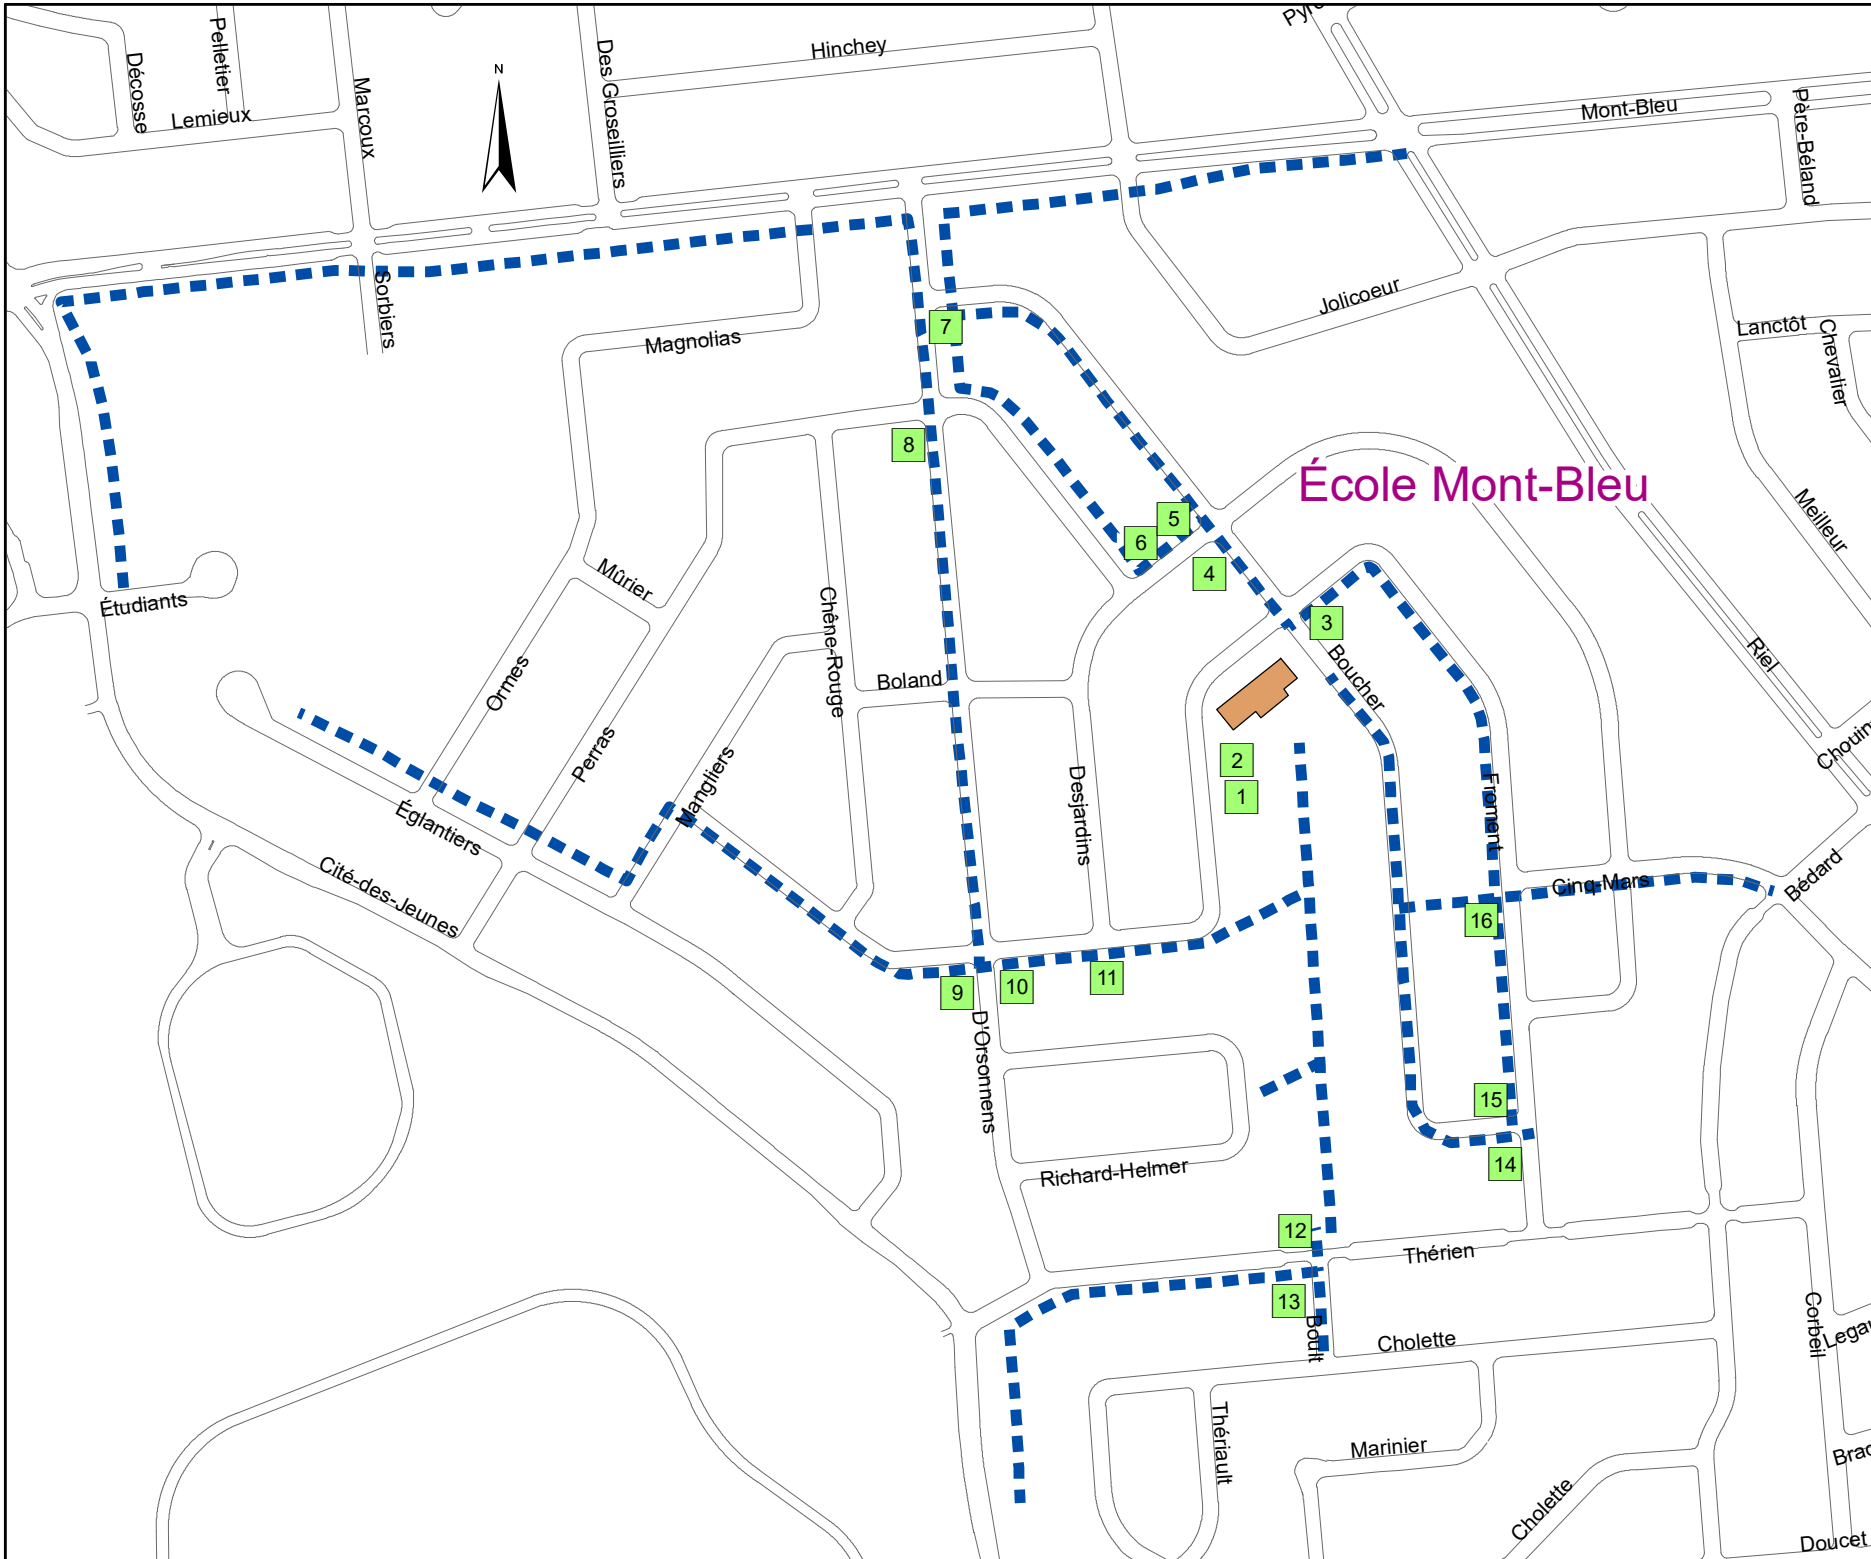 Décosse
Pelletier
Lemieux
Marcoux
N
Des Groseilliers
Hinchey
Mont-Bleu
Père-Béland
Sorbiers
Magnolias
7
Jolicoeur
Lanctôt
Chevalier
8
École Mont-Bleu
Meilleur
5
6
4
Étudiants
Mûrier
Chêne-Rouge
3
Boucher
Riel
Ormes
Boland
Perras
Mangliers
Desjardins
2
1
Froment
Églantiers
Cité-des-Jeunes
Cinq-Mars
Bédard
16
9
10
11
D'Orsonnens
15
14
Richard-Helmer
12
Thérien
13
Boult
Cholette
Corbeil
Thériault
Marinier
Cholette
Doucet